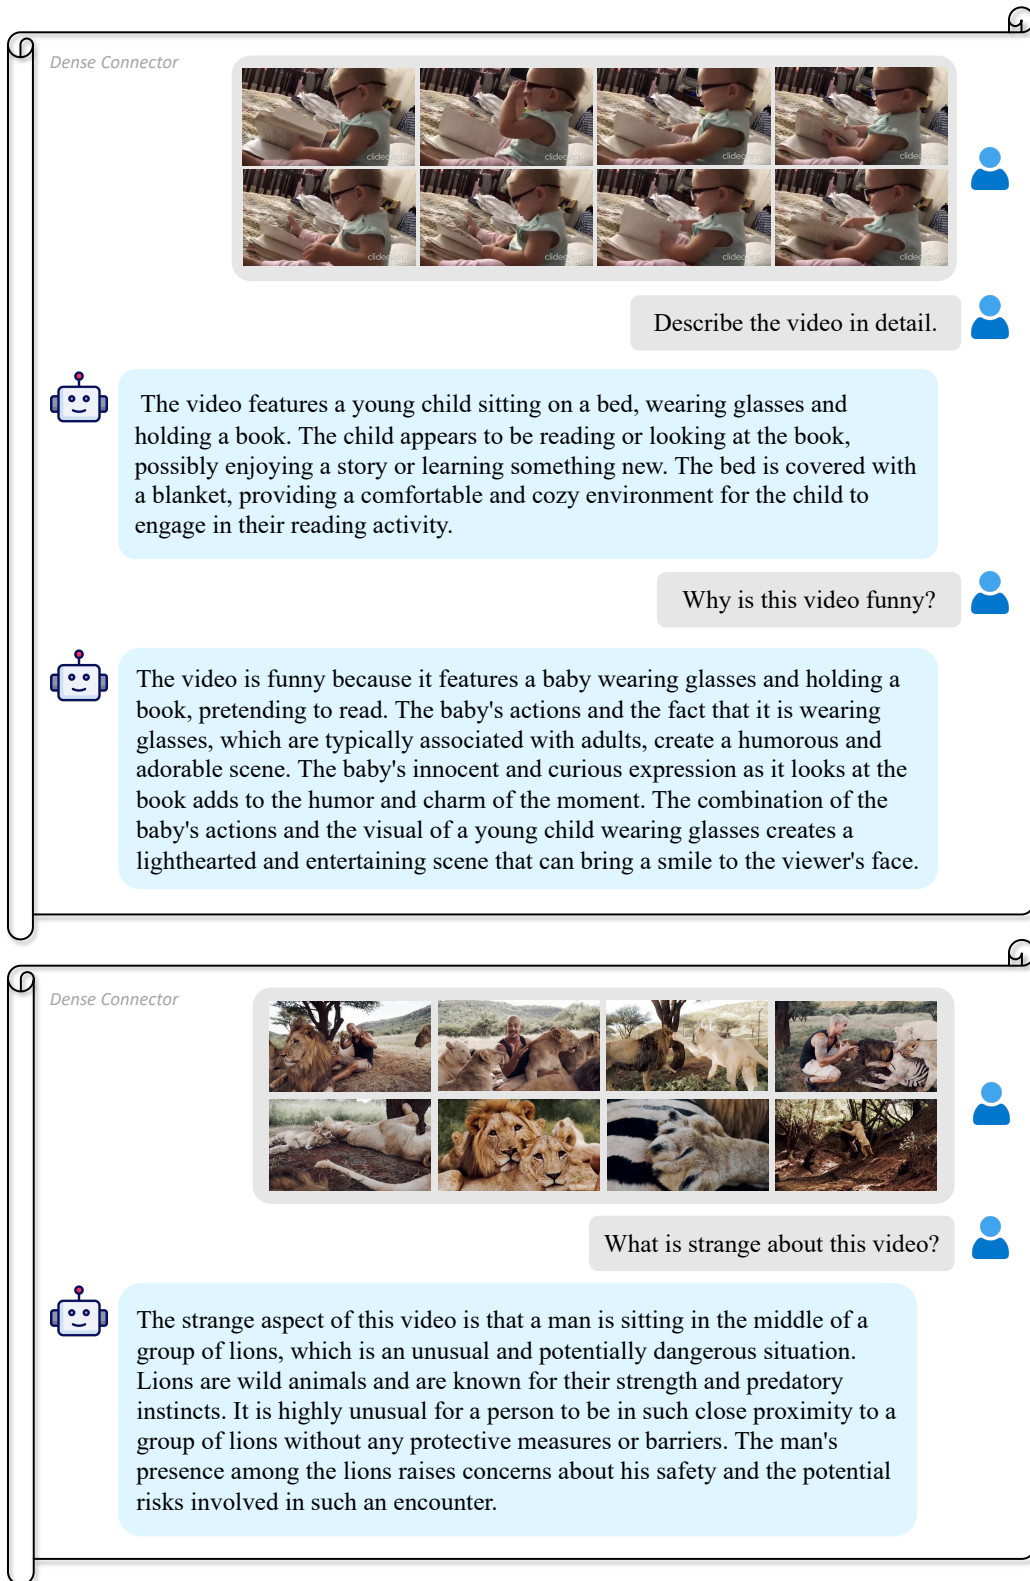 Dense Connector
Describe the video in detail.
The video features a young child sitting on a bed, wearing glasses and
holding a book. The child appears to be reading or looking at the book,
possibly enjoying a story or learning something new. The bed is covered with
a blanket, providing a comfortable and cozy environment for the child to
engage in their reading activity.
Why is this video funny?
The video is funny because it features a baby wearing glasses and holding a
book, pretending to read. The baby's actions and the fact that it is wearing
glasses, which are typically associated with adults, create a humorous and
adorable scene. The baby's innocent and curious expression as it looks at the
book adds to the humor and charm of the moment. The combination of the
baby's actions and the visual of a young child wearing glasses creates a
lighthearted and entertaining scene that can bring a smile to the viewer's face.
Dense Connector
What is strange about this video?
The strange aspect of this video is that a man is sitting in the middle of a
group of lions, which is an unusual and potentially dangerous situation.
Lions are wild animals and are known for their strength and predatory
instincts. It is highly unusual for a person to be in such close proximity to a
group of lions without any protective measures or barriers. The man's
presence among the lions raises concerns about his safety and the potential
risks involved in such an encounter.